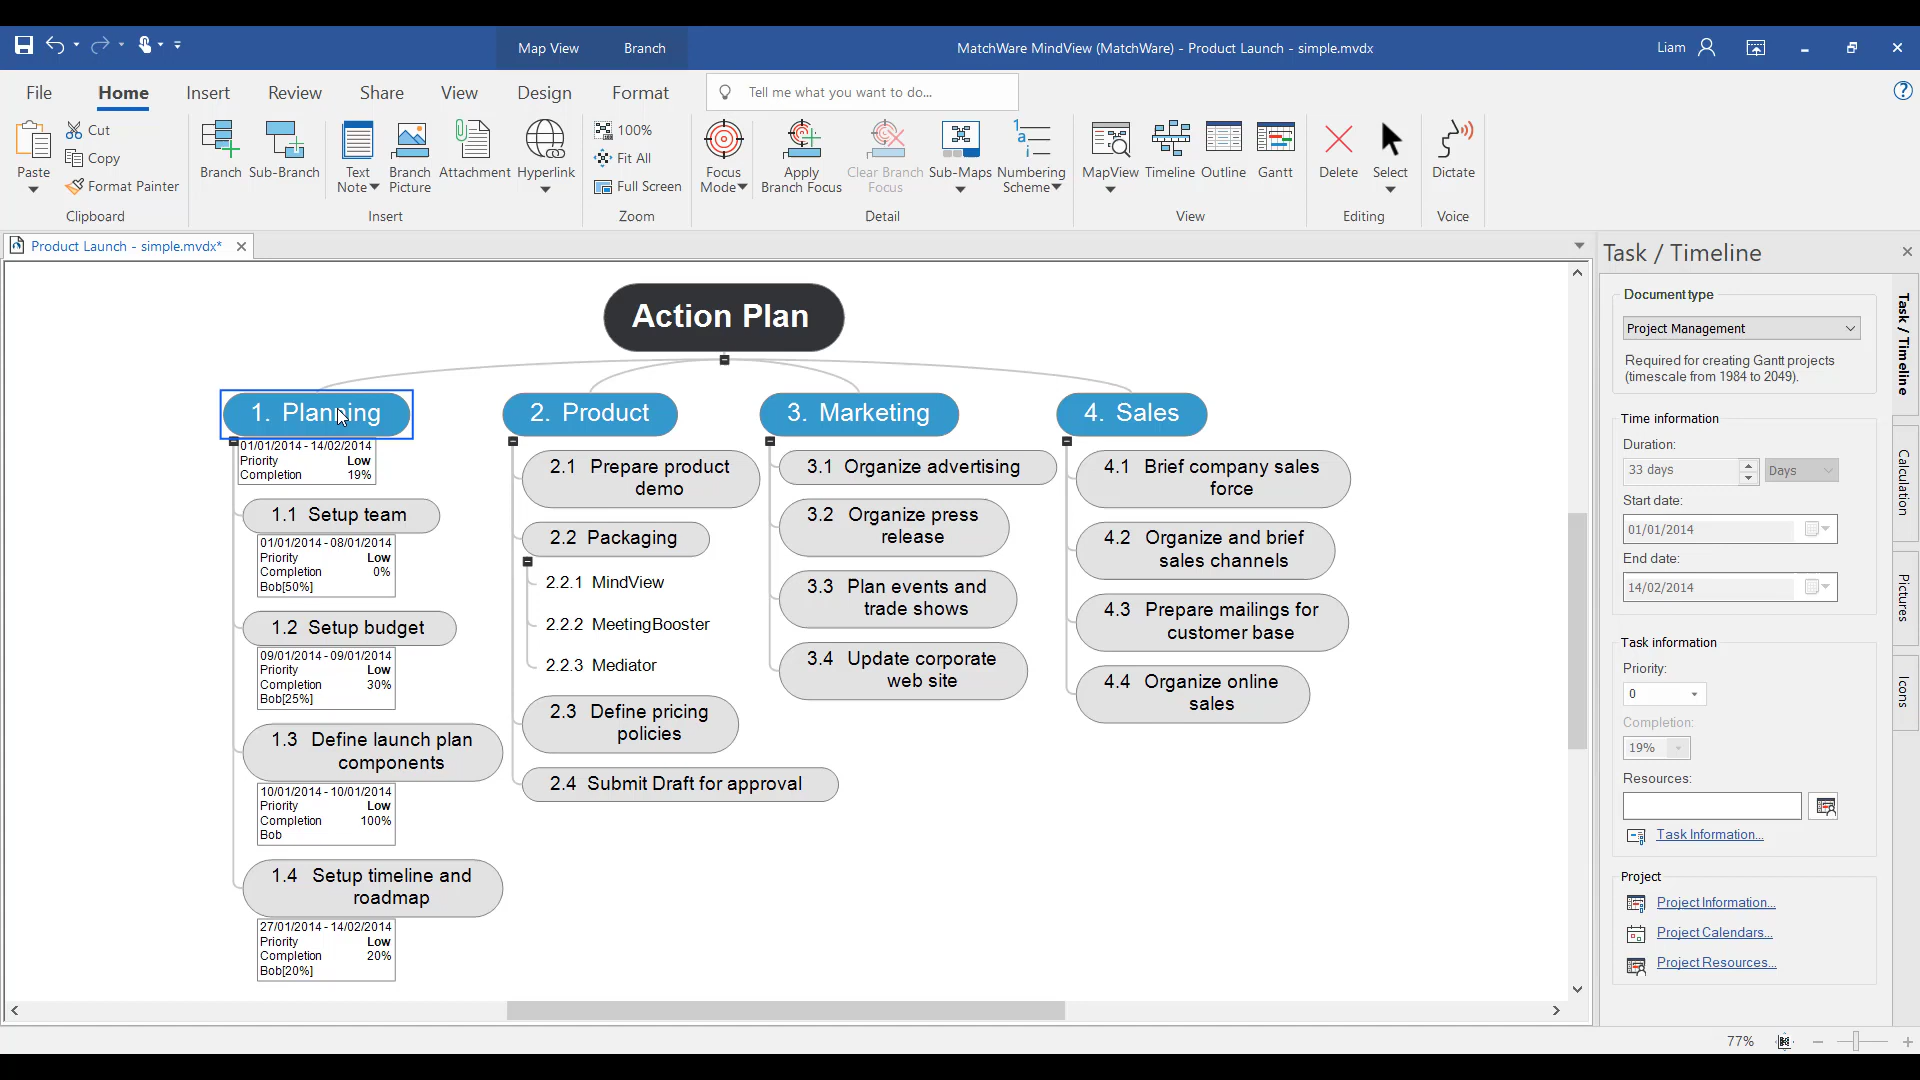 Map View
Branch
MatchWare MindView (MatchWare) - Product Launch - simple.mvdx
Liam
File
Home
Insert
Review
Share
View
Design
Format
Tell me what you want to do...
Paste
Cut
Copy
Format Painter
Clipboard
Branch
Sub-Branch
Text Note
Branch Picture
Attachment
Hyperlink
Insert
100%
Fit All
Full Screen
Zoom
Focus Mode
Apply Branch Focus
Clear Branch Focus
Sub-Maps
Numbering Scheme
Detail
MapView
Timeline
Outline
Gantt
View
Delete
Select
Editing
Dictate
Voice
Product Launch - simple.mvdx*
Action Plan
1. Planning
01/01/2014 - 14/02/2014
Priority Low
Completion 19%
1.1 Setup team
01/01/2014 - 08/01/2014
Priority Low
Completion 0%
Bob[50%]
1.2 Setup budget
09/01/2014 - 09/01/2014
Priority Low
Completion 30%
Bob[25%]
1.3 Define launch plan
components
10/01/2014 - 10/01/2014
Priority Low
Completion 100%
Bob
1.4 Setup timeline and
roadmap
27/01/2014 - 14/02/2014
Priority Low
Completion 20%
Bob[20%]
2. Product
2.1 Prepare product
demo
2.2 Packaging
2.2.1 MindView
2.2.2 MeetingBooster
2.2.3 Mediator
2.3 Define pricing
policies
2.4 Submit Draft for approval
3. Marketing
3.1 Organize advertising
3.2 Organize press
release
3.3 Plan events and
trade shows
3.4 Update corporate
web site
4. Sales
4.1 Brief company sales
force
4.2 Organize and brief
sales channels
4.3 Prepare mailings for
customer base
4.4 Organize online
sales
Task / Timeline
Document type
Project Management
Required for creating Gantt projects
(timescale from 1984 to 2049).
Time information
Duration:
33 days
Days
Start date:
01/01/2014
End date:
14/02/2014
Task information
Priority:
0
Completion:
19%
Resources:
Task Information...
Project
Project Information...
Project Calendars...
Project Resources...
Task / Timeline
Calculation
Pictures
Icons
77%